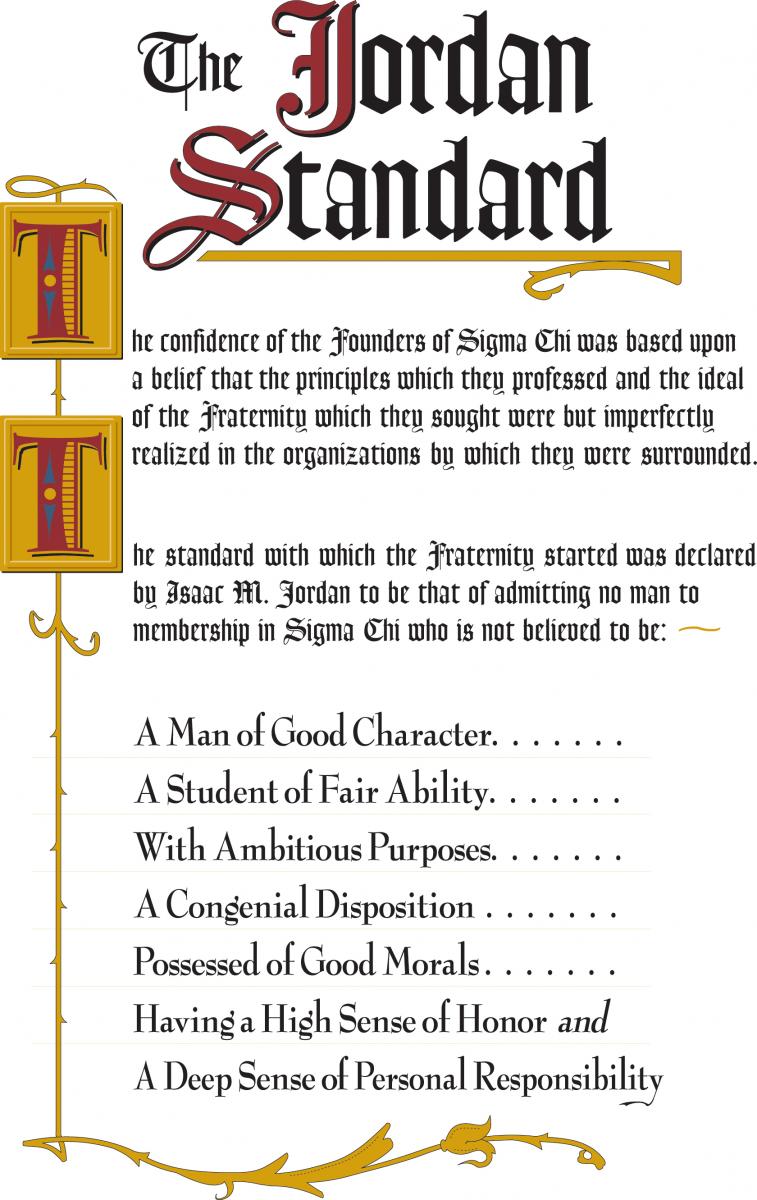 The Jordan
Standard
The confidence of the Founders of Sigma Chi was based upon
a belief that the principles which they professed and the ideal
of the Fraternity which they sought were but imperfectly
realized in the organizations by which they were surrounded.
The standard with which the Fraternity started was declared
by Isaac M. Jordan to be that of admitting no man to
membership in Sigma Chi who is not believed to be:
A Man of Good Character. . . . . . . .
A Student of Fair Ability. . . . . . . .
With Ambitious Purposes. . . . . . . .
A Congenial Disposition . . . . . . .
Possessed of Good Morals . . . . . . .
Having a High Sense of Honor and
A Deep Sense of Personal Responsibility